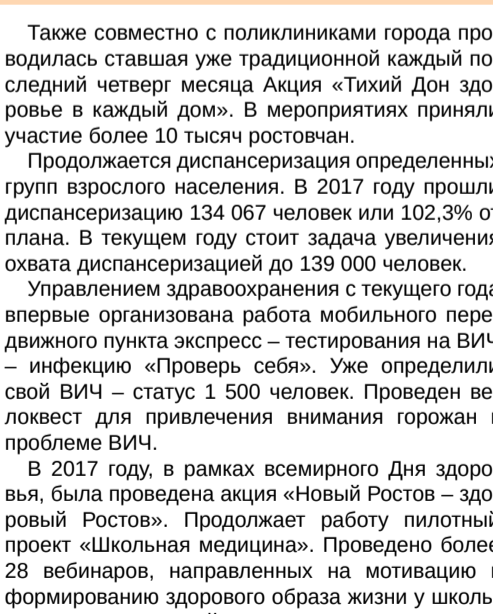 Также совместно с поликлиниками города про
водилась ставшая уже традиционной каждый по
следний четверг месяца Акция «Тихий Дон здо
ровье в каждый дом». В мероприятиях приняли
участие более 10 тысяч ростовчан.
Продолжается диспансеризация определенных
групп взрослого населения. В 2017 году прошли
диспансеризацию 134 067 человек или 102,3% от
плана. В текущем году стоит задача увеличения
охвата диспансеризацией до 139 000 человек.
Управлением здравоохранения с текущего года
впервые организована работа мобильного пере
движного пункта экспресс – тестирования на ВИЧ
– инфекцию «Проверь себя». Уже определили
свой ВИЧ – статус 1 500 человек. Проведен ве
локвест для привлечения внимания горожан
проблеме ВИЧ.
В 2017 году, в рамках всемирного Дня здоро
вья, была проведена акция «Новый Ростов – здо
ровый Ростов». Продолжает работу пилотный
проект «Школьная медицина». Проведено более
28 вебинаров, направленных на мотивацию
формированию здорового образа жизни у школь